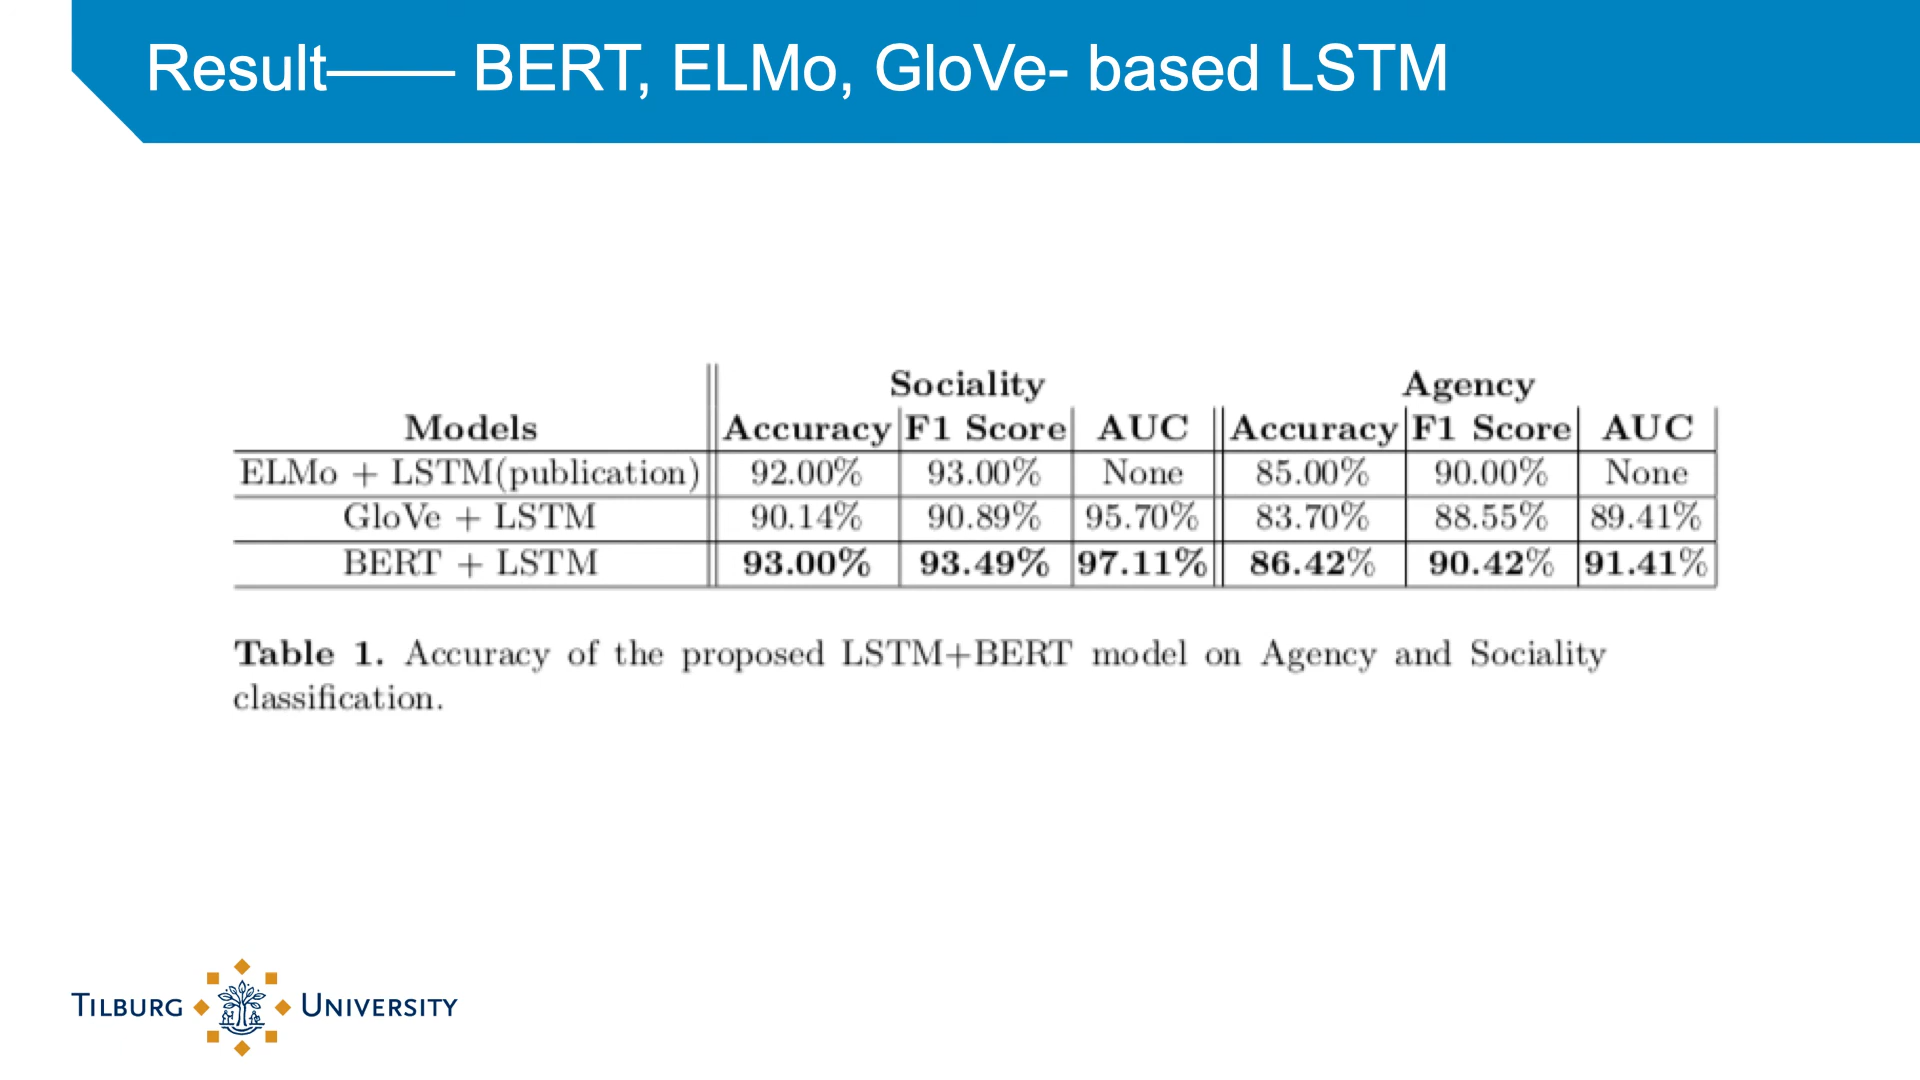 Result—— BERT, ELMo, GloVe- based LSTM
Sociality Agency
Models Accuracy F1 Score AUC Accuracy F1 Score AUC
ELMo + LSTM(publication) 92.00% 93.00% None 85.00% 90.00% None
GloVe + LSTM 90.14% 90.89% 95.70% 83.70% 88.55% 89.41%
BERT + LSTM 93.00% 93.49% 97.11% 86.42% 90.42% 91.41%
Table 1. Accuracy of the proposed LSTM+BERT model on Agency and Sociality
classification.
TILBURG UNIVERSITY